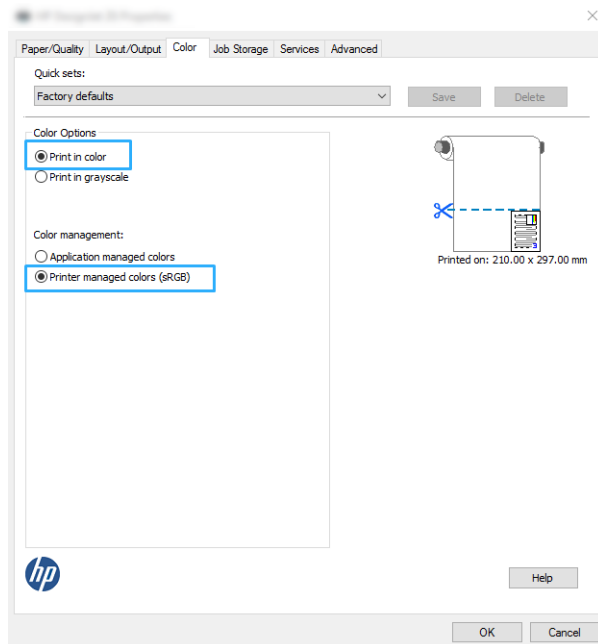 Paper/Quality Layout/Output Color Job Storage Services Advanced
Quick sets:
Factory defaults Save Delete
Color Options
Print in color
Print in grayscale
Color management:
Application managed colors
Printed on: 210.00 x 297.00 mm
Printer managed colors (sRGB)
hp
Help
OK Cancel